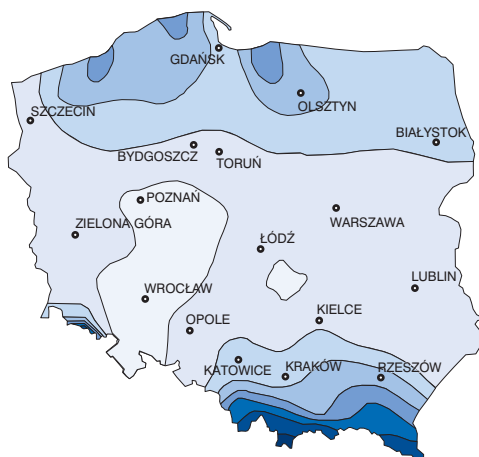 GDAŃSK
OLSZTYN
SZCZECIN
BIAŁYSTOK
BYDGOSZCZ
TORUŃ
POZNAŃ
WARSZAWA
ZIELONA GÓRA
ŁÓDŹ
LUBLIN
WROCŁAW
KIELCE
OPOLE
KATOWICE
KRAKÓW
RZESZÓW